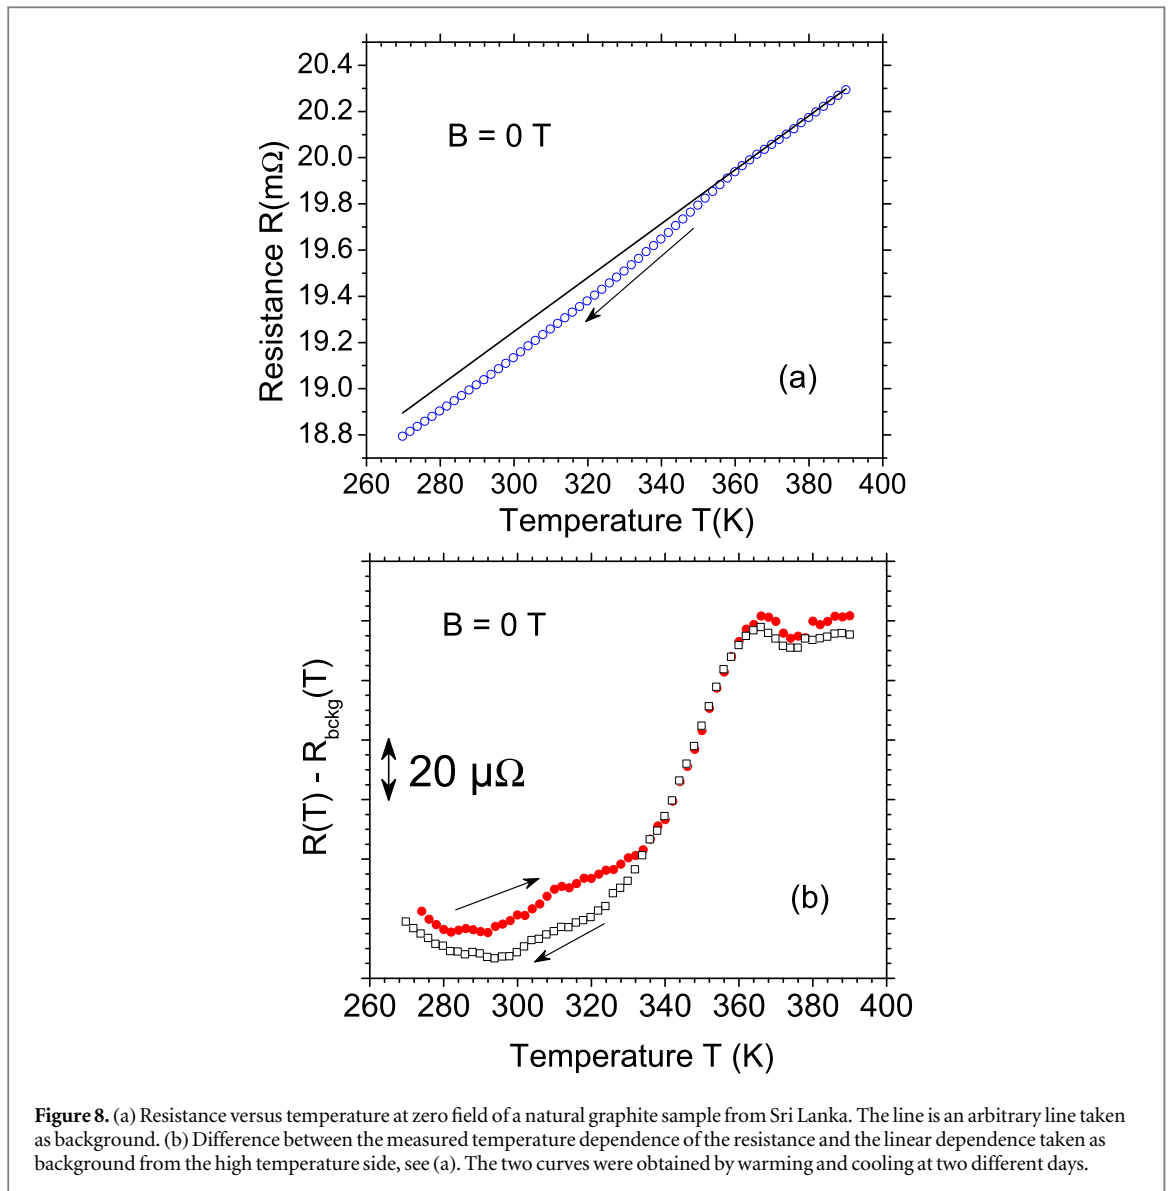 20.4
20.2
20.0
19.8
19.6
19.4
19.2
19.0
18.8
Resistance R(mΩ)
B = 0 T
(a)
260 280 300 320 340 360 380 400
Temperature T(K)
B = 0 T
R(T) - R_bckg(T)
20 μΩ
(b)
260 280 300 320 340 360 380 400
Temperature T (K)
Figure 8. (a) Resistance versus temperature at zero field of a natural graphite sample from Sri Lanka. The line is an arbitrary line taken
as background. (b) Difference between the measured temperature dependence of the resistance and the linear dependence taken as
background from the high temperature side, see (a). The two curves were obtained by warming and cooling at two different days.